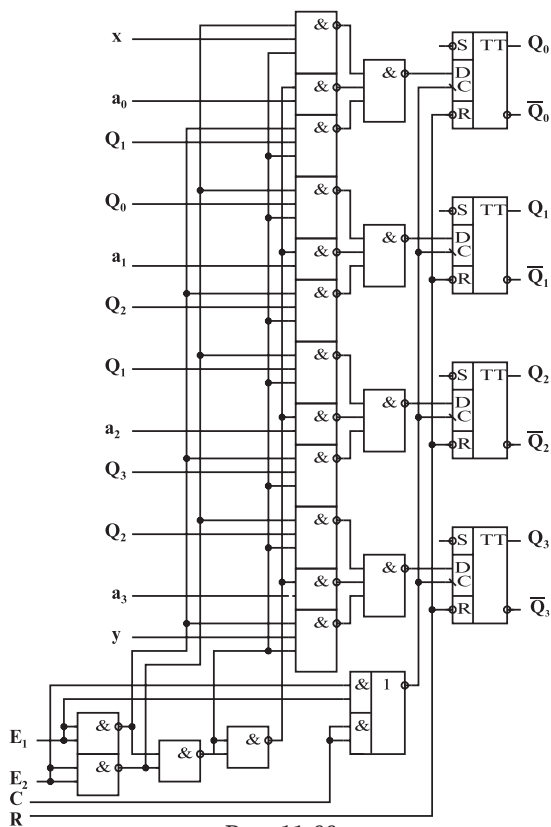 x
&
&
S TT Q₀
D
C
a₀
&
R Q̅₀
Q₁
&
Q₀
&
&
S TT Q₁
D
C
a₁
&
R Q̅₁
Q₂
&
Q₁
&
&
S TT Q₂
D
C
a₂
&
R Q̅₂
Q₃
&
Q₂
&
&
S TT Q₃
D
C
a₃
&
R Q̅₃
y
&
& 1
E₁
&
&
&
&
E₂
&
C
R